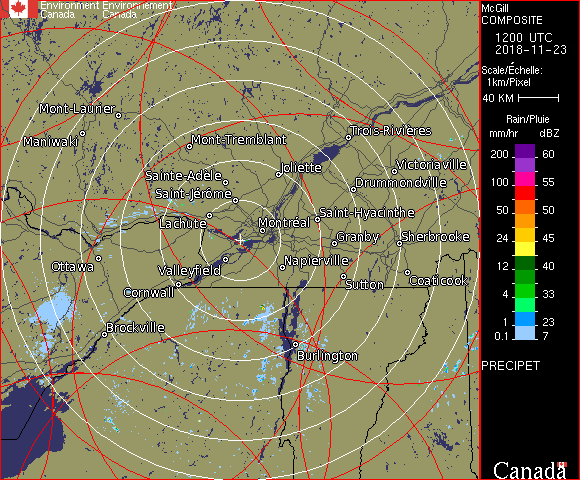 Environment Environnement
Canada Canada
McGill
COMPOSITE
1200 UTC
2018-11-23
Scale/Échelle:
1km/Pixel
40 KM
Rain/Pluie
mm/hr dBZ
200 60
150 57
100 55
50 50
24 45
12 40
4 33
1 23
0.1 7
PRECIPET
Canada
Mont-Laurier
Maniwaki
Mont-Tremblant
Trois-Rivières
Sainte-Adèle
Joliette
Victoriaville
Saint-Jérôme
Drummondville
Lachute
Montréal
Saint-Hyacinthe
Granby
Sherbrooke
Ottawa
Valleyfield
Napierville
Cornwall
Sutton
Coaticook
Brockville
Burlington